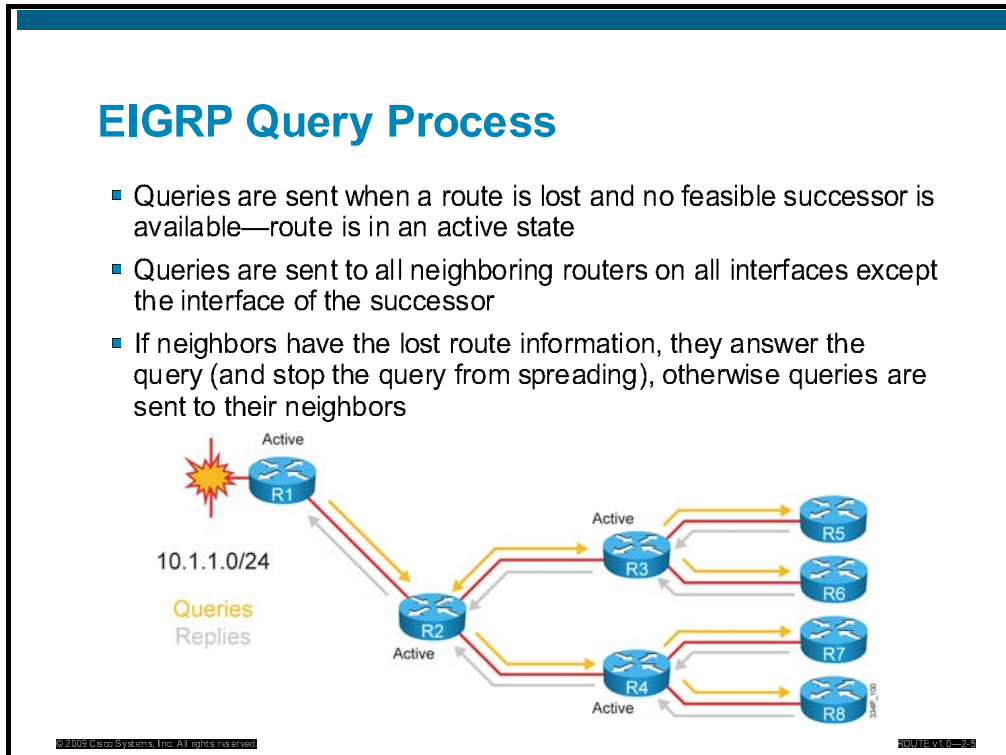 EIGRP Query Process
Queries are sent when a route is lost and no feasible successor is
available—route is in an active state
Queries are sent to all neighboring routers on all interfaces except
the interface of the successor
If neighbors have the lost route information, they answer the
query (and stop the query from spreading), otherwise queries are
sent to their neighbors
Active
R1
10.1.1.0/24
Queries
Replies
R2
Active
Active
R3
R4
Active
R5
R6
R7
R8
334P_100
© 2009 Cisco Systems, Inc. All rights reserved.
ROUTE v1.0—2-5